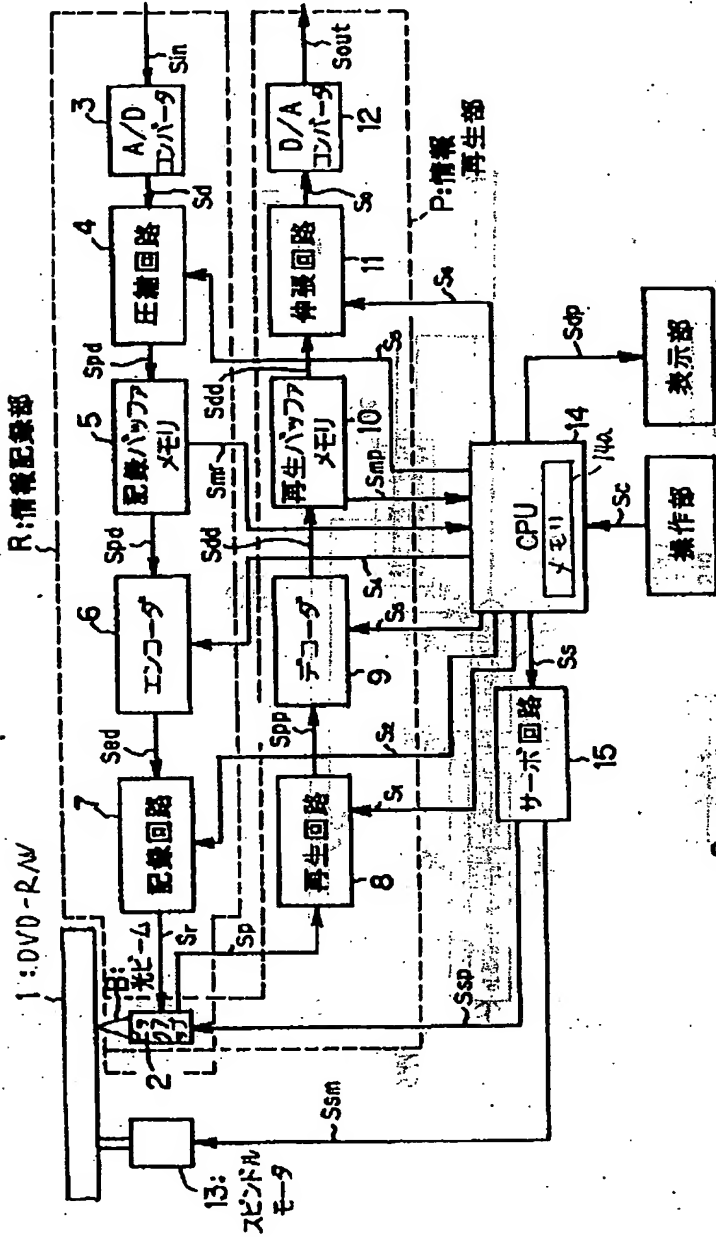 R:情報記録部
1:DVD-R/W
B:
光ビーム
ピックアップ
2
13:
スピンドル
モータ
7
記録回路
Sr
Sp
Sed
6
エンコーダ
Spd
5
記録バッファ
メモリ
Spd
4
圧縮回路
Sd
3
A/D
コンバータ
Sin
8
再生回路
Spp
9
デコーダ
Sdd
10
再生バッファ
メモリ
Sdd
11
伸張回路
So
12
D/A
コンバータ
Sout
P:情報
再生部
Smr
Smp
S4
S5
S2
S1
S6
Ssp
Ssm
Ss
15
サーボ回路
CPU
メモリ
14
14a
Sc
操作部
Sdp
表示部